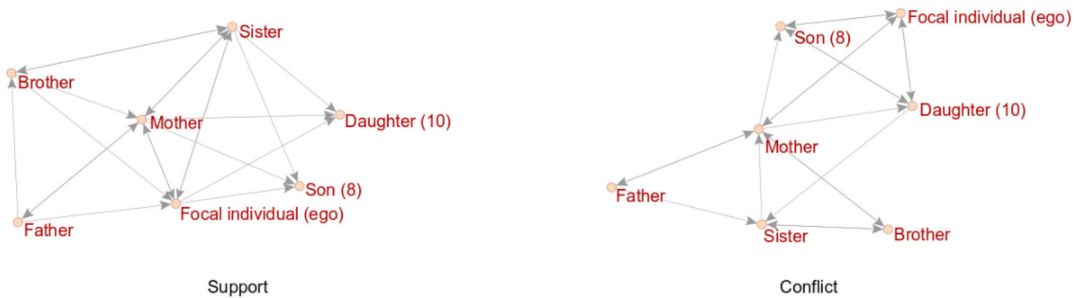 Sister
Brother
Mother
Daughter (10)
Son (8)
Focal individual (ego)
Father
Support
Focal individual (ego)
Son (8)
Daughter (10)
Mother
Father
Sister
Brother
Conflict